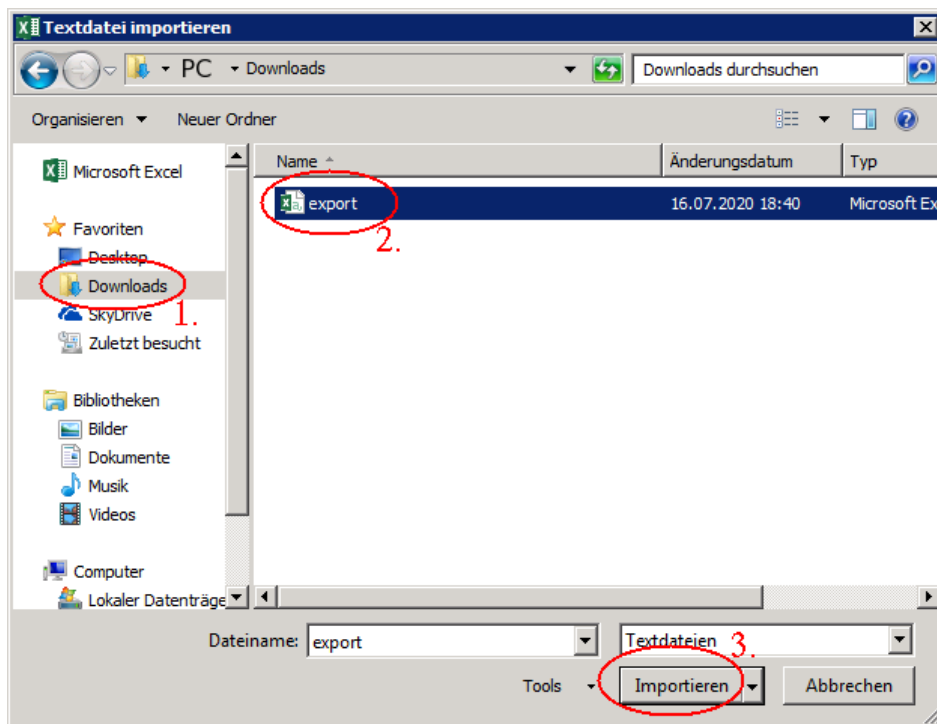 Textdatei importieren
PC Downloads
Downloads durchsuchen
Organisieren Neuer Ordner
Name Änderungsdatum Typ
Microsoft Excel
export 16.07.2020 18:40 Microsoft Ex
2.
Favoriten
Desktop
Downloads
1.
SkyDrive
Zuletzt besucht
Bibliotheken
Bilder
Dokumente
Musik
Videos
Computer
Lokaler Datenträge
Dateiname: export Textdateien
3.
Tools Importieren Abbrechen